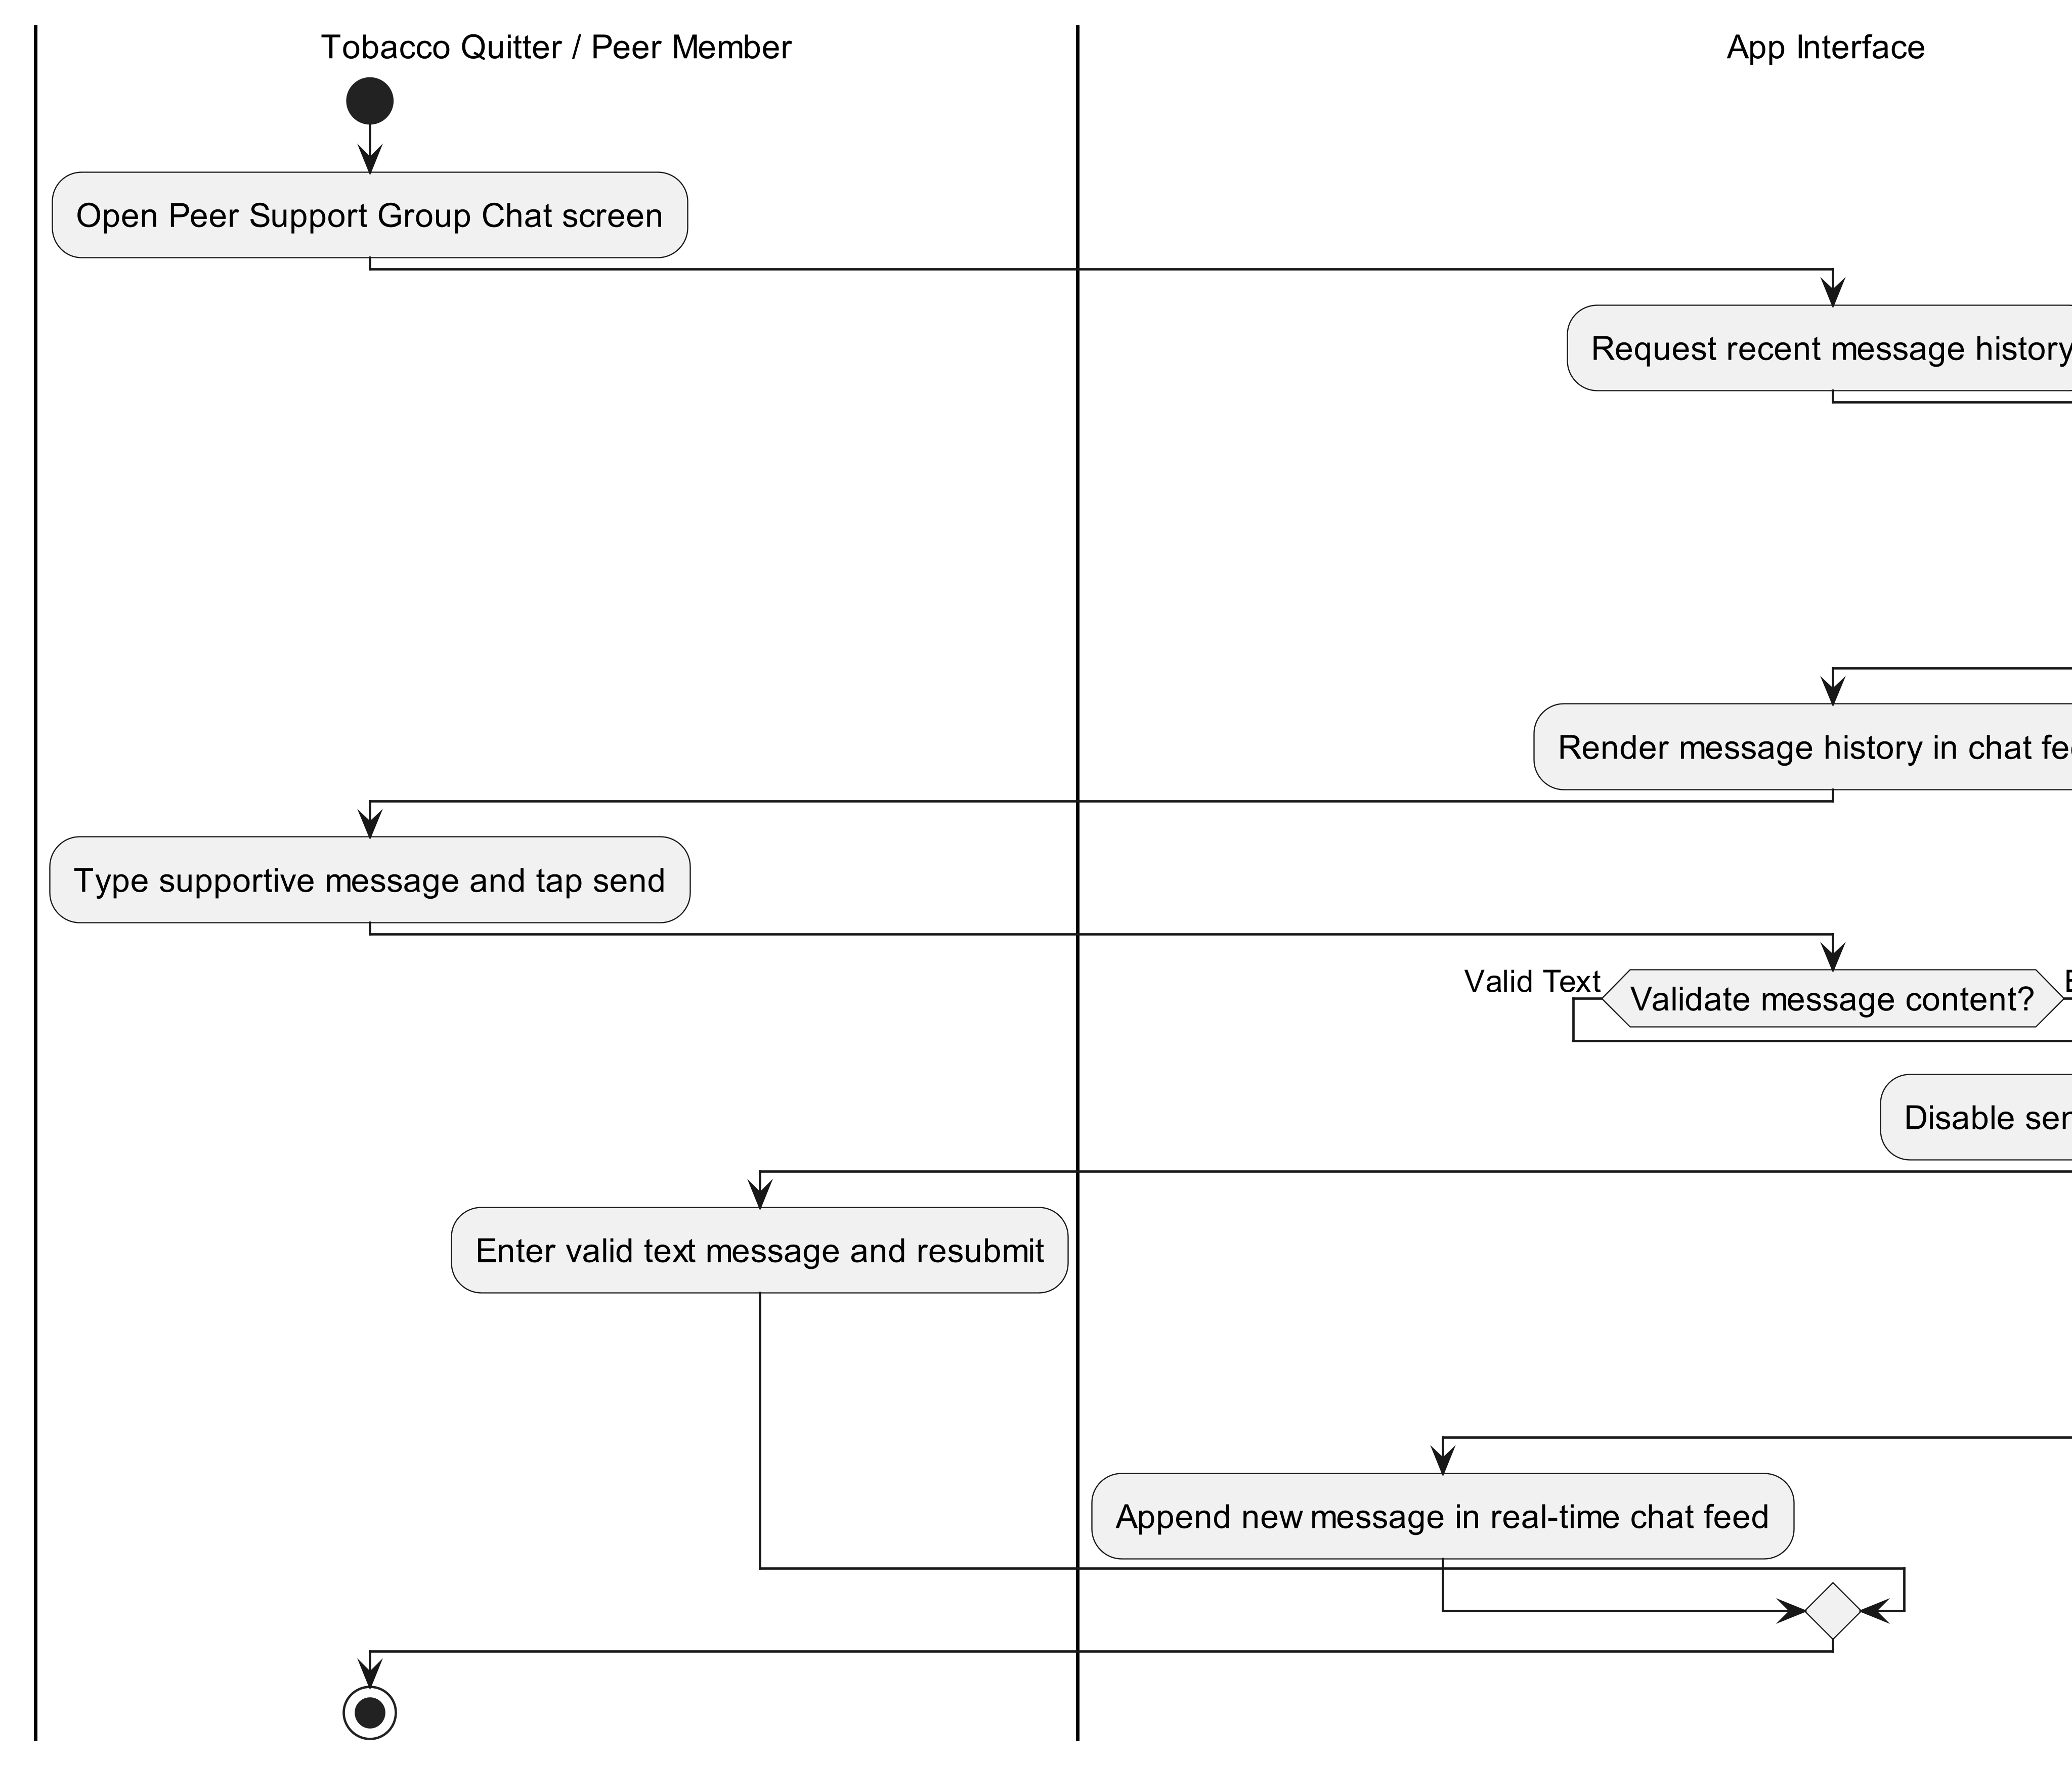 Tobacco Quitter / Peer Member
App Interface
Open Peer Support Group Chat screen
Request recent message history
Render message history in chat
Type supportive message and tap send
Valid Text
Validate message content?
Disable
Enter valid text message and resubmit
Append new message in real-time chat feed